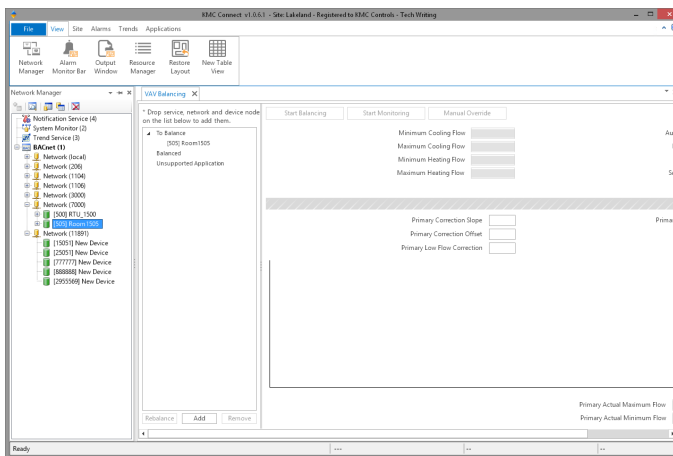 KMC Connect v1.0.6.1 - Site: Lakeland - Registered to KMC Controls - Tech Writing
File View Site Alarms Trends Applications
Network Manager
Alarm Monitor Bar
Output Window
Resource Manager
Restore Layout
New Table View
Network Manager
Notification Service (4)
System Monitor (2)
Trend Service (3)
BACnet (1)
Network (local)
Network (206)
Network (1104)
Network (1106)
Network (3000)
Network (7000)
[500] RTU_1500
[505] Room1505
Network (11891)
[15051] New Device
[25051] New Device
[777777] New Device
[888888] New Device
[2955569] New Device
VAV Balancing
* Drop service, network and device node
on the list below to add them.
To Balance
[505] Room1505
Balanced
Unsupported Application
Rebalance Add Remove
Start Balancing Start Monitoring Manual Override
Minimum Cooling Flow Au
Maximum Cooling Flow
Minimum Heating Flow
Maximum Heating Flow
Primary Correction Slope Prima
Primary Correction Offset
Primary Low Flow Correction
Primary Actual Maximum Flow
Primary Actual Minimum Flow
Ready --- -- --